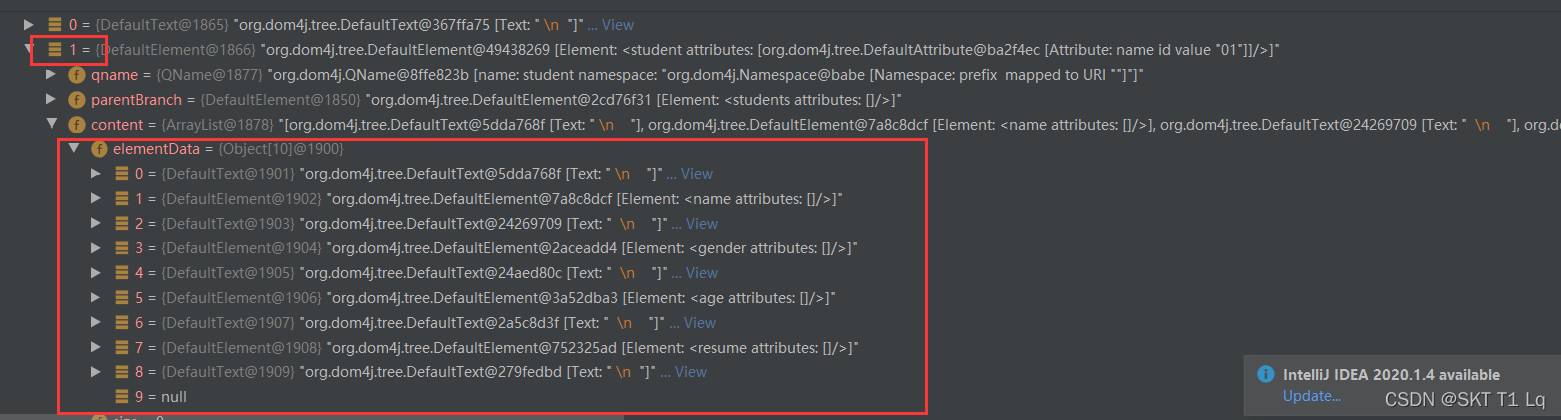 0 = {DefaultText@1865} "org.dom4j.tree.DefaultText@367ffa75 [Text: " \n  "]" ... View
1 = {DefaultElement@1866} "org.dom4j.tree.DefaultElement@49438269 [Element: <student attributes: [org.dom4j.tree.DefaultAttribute@ba2f4ec [Attribute: name id value "01"]]/>]"
f qname = {QName@1877} "org.dom4j.QName@8ffe823b [name: student namespace: "org.dom4j.Namespace@babe [Namespace: prefix  mapped to URI ""]"]"
f parentBranch = {DefaultElement@1850} "org.dom4j.tree.DefaultElement@2cd76f31 [Element: <students attributes: []/>]"
f content = {ArrayList@1878} "[org.dom4j.tree.DefaultText@5dda768f [Text: " \n    "], org.dom4j.tree.DefaultElement@7a8c8dcf [Element: <name attributes: []/>], org.dom4j.tree.DefaultText@24269709 [Text: " \n    "], org.do
f elementData = {Object[10]@1900}
0 = {DefaultText@1901} "org.dom4j.tree.DefaultText@5dda768f [Text: " \n    "]" ... View
1 = {DefaultElement@1902} "org.dom4j.tree.DefaultElement@7a8c8dcf [Element: <name attributes: []/>]"
2 = {DefaultText@1903} "org.dom4j.tree.DefaultText@24269709 [Text: " \n    "]" ... View
3 = {DefaultElement@1904} "org.dom4j.tree.DefaultElement@2aceadd4 [Element: <gender attributes: []/>]"
4 = {DefaultText@1905} "org.dom4j.tree.DefaultText@24aed80c [Text: "  \n    "]" ... View
5 = {DefaultElement@1906} "org.dom4j.tree.DefaultElement@3a52dba3 [Element: <age attributes: []/>]"
6 = {DefaultText@1907} "org.dom4j.tree.DefaultText@2a5c8d3f [Text: "  \n    "]" ... View
7 = {DefaultElement@1908} "org.dom4j.tree.DefaultElement@752325ad [Element: <resume attributes: []/>]"
8 = {DefaultText@1909} "org.dom4j.tree.DefaultText@279fedbd [Text: " \n  "]" ... View
9 = null
IntelliJ IDEA 2020.1.4 available
Update...
CSDN @SKT T1 Lq